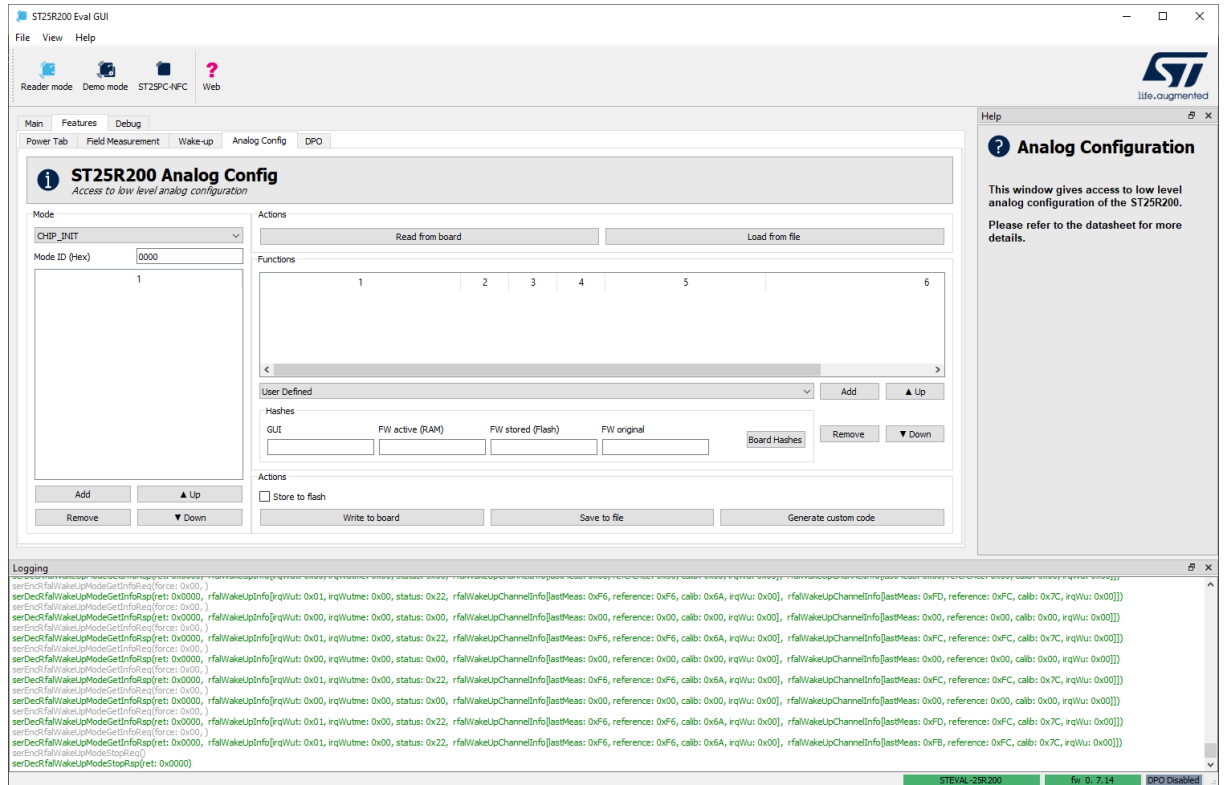 ST25R200 Eval GUI
File View Help
Reader mode Demo mode ST25PC-NFC Web
life.augmented
Main Features Debug
Power Tab Field Measurement Wake-up Analog Config DPO
ST25R200 Analog Config
Access to low level analog configuration
Mode
CHIP_INIT
Mode ID (Hex) 0000
1
Add ▲ Up
Remove ▼ Down
Actions
Read from board Load from file
Functions
1 2 3 4 5 6
User Defined Add ▲ Up
Hashes
GUI FW active (RAM) FW stored (Flash) FW original
Board Hashes Remove ▼ Down
Actions
Store to flash
Write to board Save to file Generate custom code
Help
Analog Configuration
This window gives access to low level
analog configuration of the ST25R200.
Please refer to the datasheet for more
details.
Logging
serEncRfalWakeUpModeGetInfoReq(force: 0x00, )
serDecRfalWakeUpModeGetInfoRsp(ret: 0x0000, rfalWakeUpInfo[irqWut: 0x01, irqWutme: 0x00, status: 0x22, rfalWakeUpChannelInfo[lastMeas: 0xF6, reference: 0xF6, calib: 0x6A, irqWu: 0x00], rfalWakeUpChannelInfo[lastMeas: 0xFD, reference: 0xFC, calib: 0x7C, irqWu: 0x00]])
serEncRfalWakeUpModeGetInfoReq(force: 0x00, )
serDecRfalWakeUpModeGetInfoRsp(ret: 0x0000, rfalWakeUpInfo[irqWut: 0x00, irqWutme: 0x00, status: 0x00, rfalWakeUpChannelInfo[lastMeas: 0x00, reference: 0x00, calib: 0x00, irqWu: 0x00], rfalWakeUpChannelInfo[lastMeas: 0x00, reference: 0x00, calib: 0x00, irqWu: 0x00]])
serEncRfalWakeUpModeGetInfoReq(force: 0x00, )
serDecRfalWakeUpModeGetInfoRsp(ret: 0x0000, rfalWakeUpInfo[irqWut: 0x01, irqWutme: 0x00, status: 0x22, rfalWakeUpChannelInfo[lastMeas: 0xF6, reference: 0xF6, calib: 0x6A, irqWu: 0x00], rfalWakeUpChannelInfo[lastMeas: 0xFC, reference: 0xFC, calib: 0x7C, irqWu: 0x00]])
serEncRfalWakeUpModeGetInfoReq(force: 0x00, )
serDecRfalWakeUpModeGetInfoRsp(ret: 0x0000, rfalWakeUpInfo[irqWut: 0x00, irqWutme: 0x00, status: 0x00, rfalWakeUpChannelInfo[lastMeas: 0x00, reference: 0x00, calib: 0x00, irqWu: 0x00], rfalWakeUpChannelInfo[lastMeas: 0x00, reference: 0x00, calib: 0x00, irqWu: 0x00]])
serEncRfalWakeUpModeGetInfoReq(force: 0x00, )
serDecRfalWakeUpModeGetInfoRsp(ret: 0x0000, rfalWakeUpInfo[irqWut: 0x01, irqWutme: 0x00, status: 0x22, rfalWakeUpChannelInfo[lastMeas: 0xF6, reference: 0xF6, calib: 0x6A, irqWu: 0x00], rfalWakeUpChannelInfo[lastMeas: 0xFC, reference: 0xFC, calib: 0x7C, irqWu: 0x00]])
serEncRfalWakeUpModeGetInfoReq(force: 0x00, )
serDecRfalWakeUpModeGetInfoRsp(ret: 0x0000, rfalWakeUpInfo[irqWut: 0x00, irqWutme: 0x00, status: 0x00, rfalWakeUpChannelInfo[lastMeas: 0x00, reference: 0x00, calib: 0x00, irqWu: 0x00], rfalWakeUpChannelInfo[lastMeas: 0x00, reference: 0x00, calib: 0x00, irqWu: 0x00]])
serEncRfalWakeUpModeGetInfoReq(force: 0x00, )
serDecRfalWakeUpModeGetInfoRsp(ret: 0x0000, rfalWakeUpInfo[irqWut: 0x01, irqWutme: 0x00, status: 0x22, rfalWakeUpChannelInfo[lastMeas: 0xF6, reference: 0xF6, calib: 0x6A, irqWu: 0x00], rfalWakeUpChannelInfo[lastMeas: 0xFD, reference: 0xFC, calib: 0x7C, irqWu: 0x00]])
serEncRfalWakeUpModeGetInfoReq(force: 0x00, )
serDecRfalWakeUpModeGetInfoRsp(ret: 0x0000, rfalWakeUpInfo[irqWut: 0x01, irqWutme: 0x00, status: 0x22, rfalWakeUpChannelInfo[lastMeas: 0xF6, reference: 0xF6, calib: 0x6A, irqWu: 0x00], rfalWakeUpChannelInfo[lastMeas: 0xFB, reference: 0xFC, calib: 0x7C, irqWu: 0x00]])
serEncRfalWakeUpModeStopReq()
serDecRfalWakeUpModeStopRsp(ret: 0x0000)
STEVAL-25R200 fw 0. 7.14 DPO Disabled